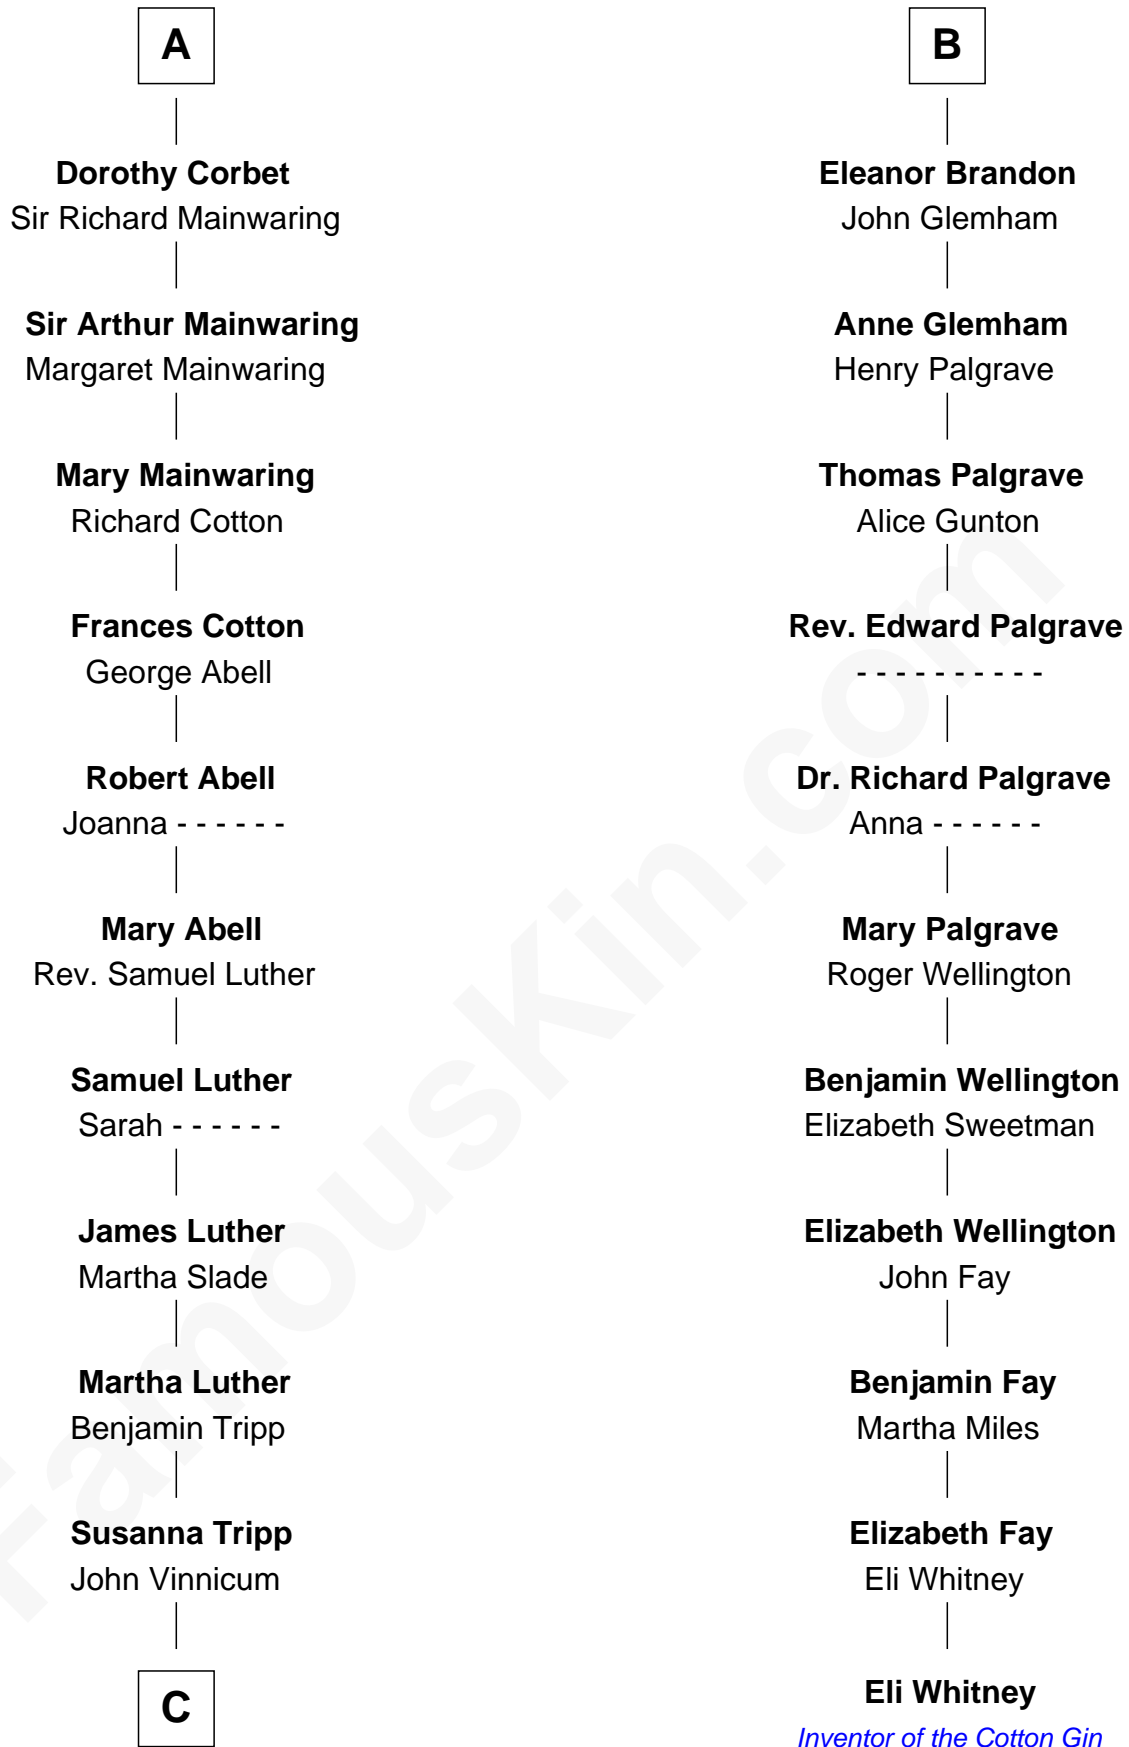 A
Dorothy Corbet
Sir Richard Mainwaring
Sir Arthur Mainwaring
Margaret Mainwaring
Mary Mainwaring
Richard Cotton
Frances Cotton
George Abell
Robert Abell
Joanna - - - - - -
Mary Abell
Rev. Samuel Luther
Samuel Luther
Sarah - - - - - -
James Luther
Martha Slade
Martha Luther
Benjamin Tripp
Susanna Tripp
John Vinnicum
C
B
Eleanor Brandon
John Glemham
Anne Glemham
Henry Palgrave
Thomas Palgrave
Alice Gunton
Rev. Edward Palgrave
- - - - - - - - - -
Dr. Richard Palgrave
Anna - - - - - -
Mary Palgrave
Roger Wellington
Benjamin Wellington
Elizabeth Sweetman
Elizabeth Wellington
John Fay
Benjamin Fay
Martha Miles
Elizabeth Fay
Eli Whitney
Eli Whitney
Inventor of the Cotton Gin
FamousKin.com